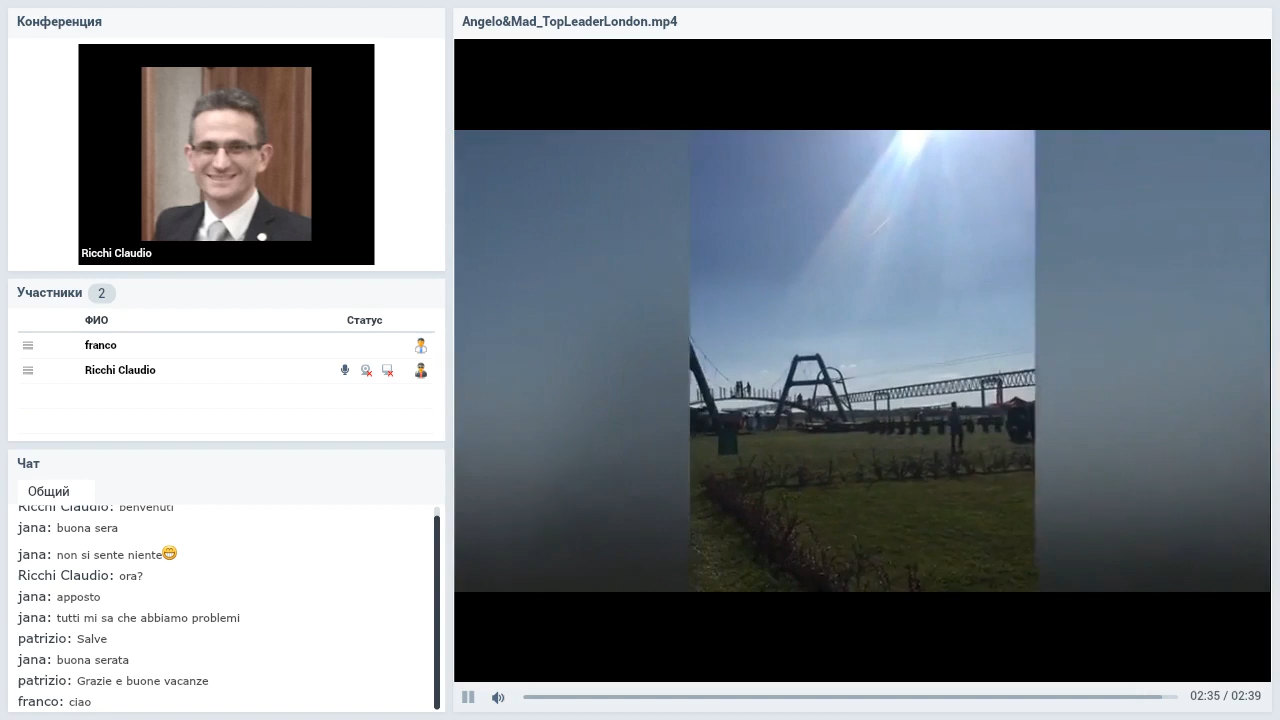 Конференция
Ricchi Claudio
Участники 2
ФИО Статус
franco
Ricchi Claudio
Чат
Общий
Ricchi Claudio: benvenuti
jana: buona sera
jana: non si sente niente
Ricchi Claudio: ora?
jana: apposto
jana: tutti mi sa che abbiamo problemi
patrizio: Salve
jana: buona serata
patrizio: Grazie e buone vacanze
franco: ciao
Angelo&Mad_TopLeaderLondon.mp4
02:35 / 02:39